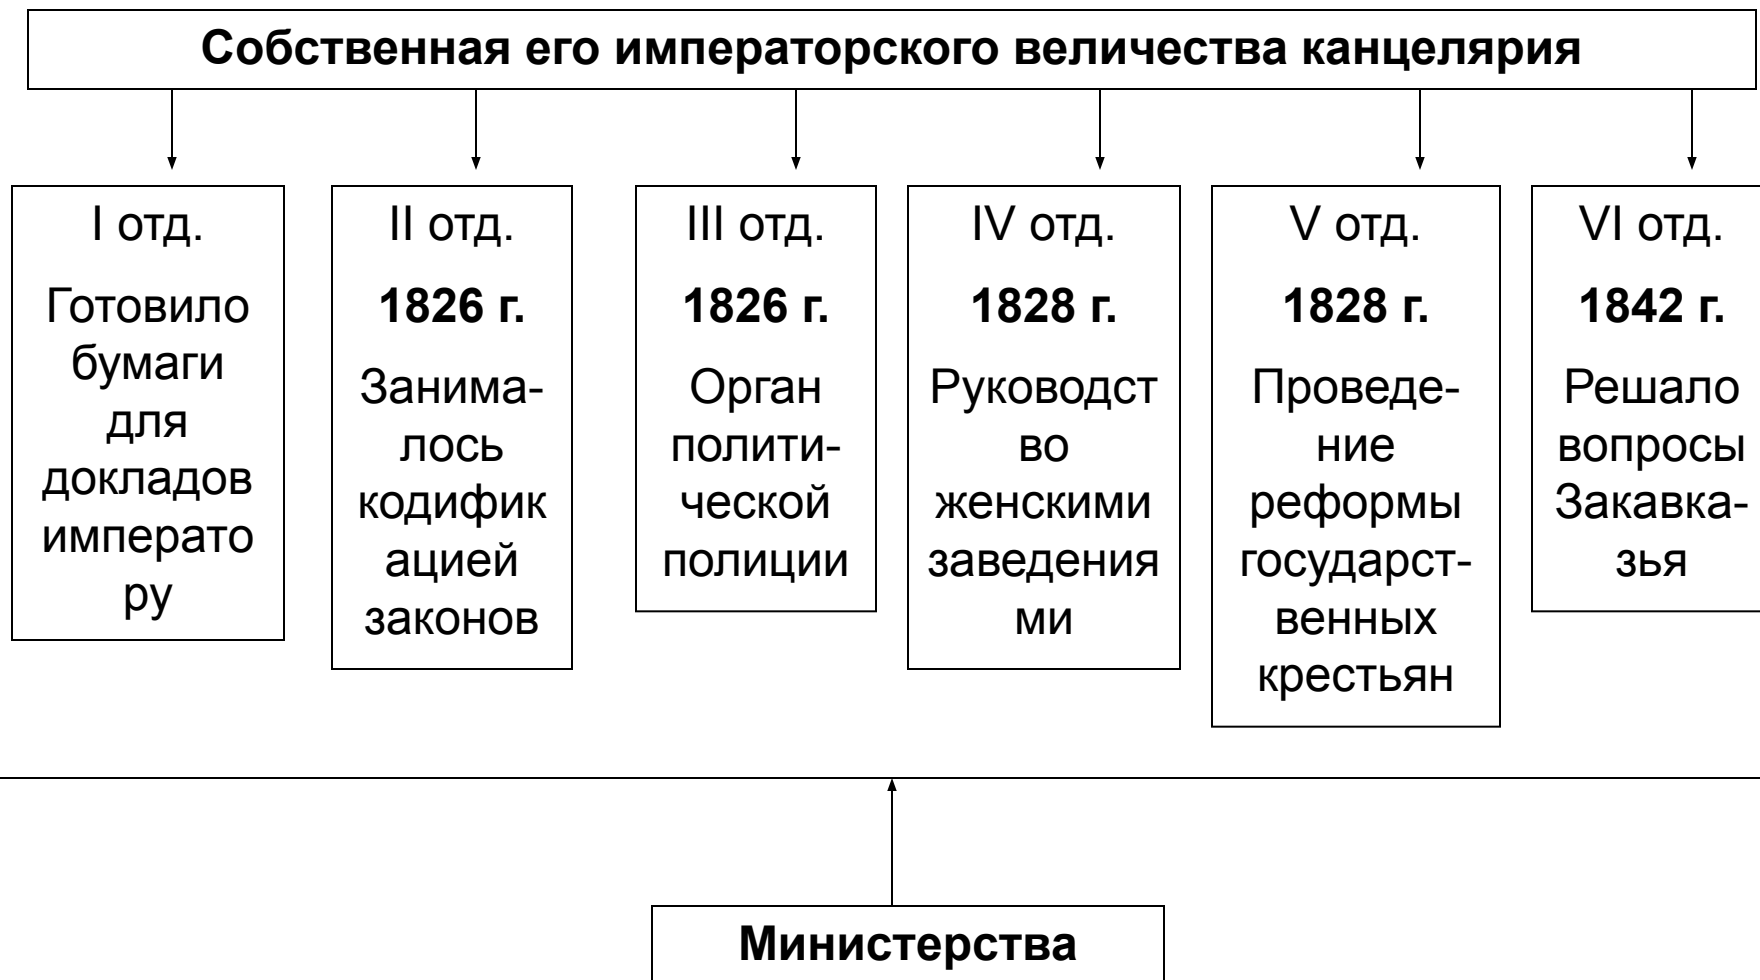 Собственная его императорского величества канцелярия
I отд.
Готовило
бумаги
для
докладов
императо
ру
II отд.
1826 г.
Занима-
лось
кодифик
ацией
законов
III отд.
1826 г.
Орган
полити-
ческой
полиции
IV отд.
1828 г.
Руководст
во
женскими
заведения
ми
V отд.
1828 г.
Проведе-
ние
реформы
государст-
венных
крестьян
VI отд.
1842 г.
Решало
вопросы
Закавка-
зья
Министерства